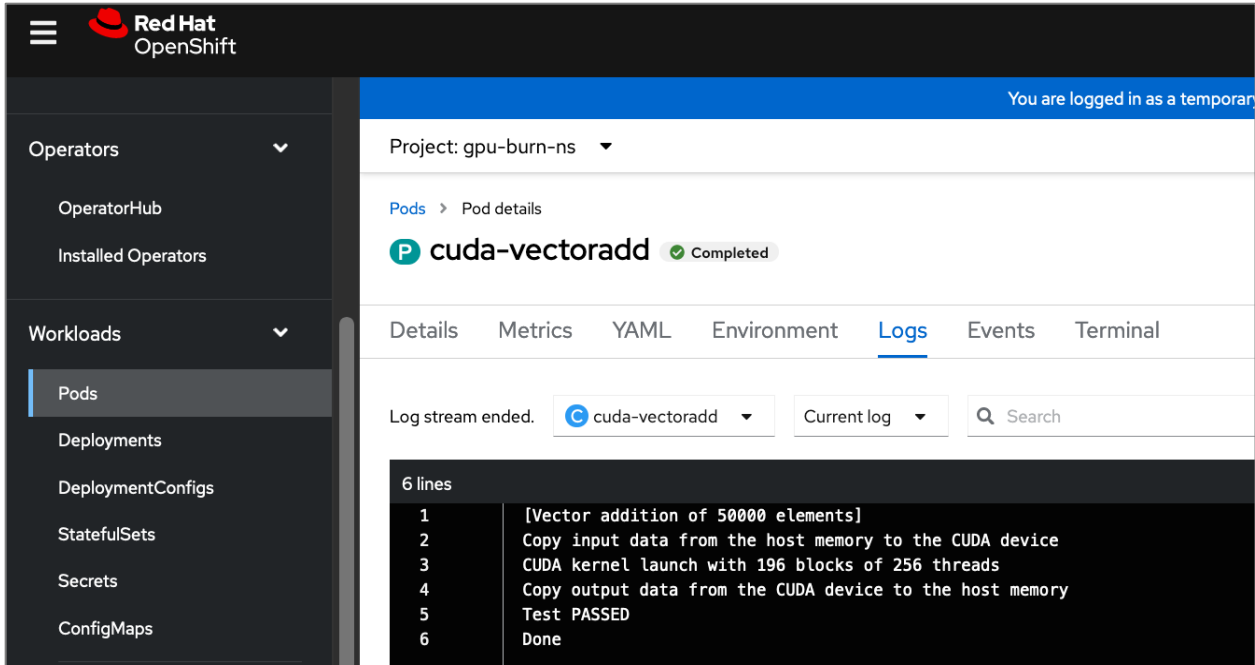 Red Hat
OpenShift
You are logged in as a temporary
Operators
OperatorHub
Installed Operators
Workloads
Pods
Deployments
DeploymentConfigs
StatefulSets
Secrets
ConfigMaps
Project: gpu-burn-ns
Pods > Pod details
P cuda-vectoradd Completed
Details Metrics YAML Environment Logs Events Terminal
Log stream ended. C cuda-vectoradd Current log Search
6 lines
1 [Vector addition of 50000 elements]
2 Copy input data from the host memory to the CUDA device
3 CUDA kernel launch with 196 blocks of 256 threads
4 Copy output data from the CUDA device to the host memory
5 Test PASSED
6 Done